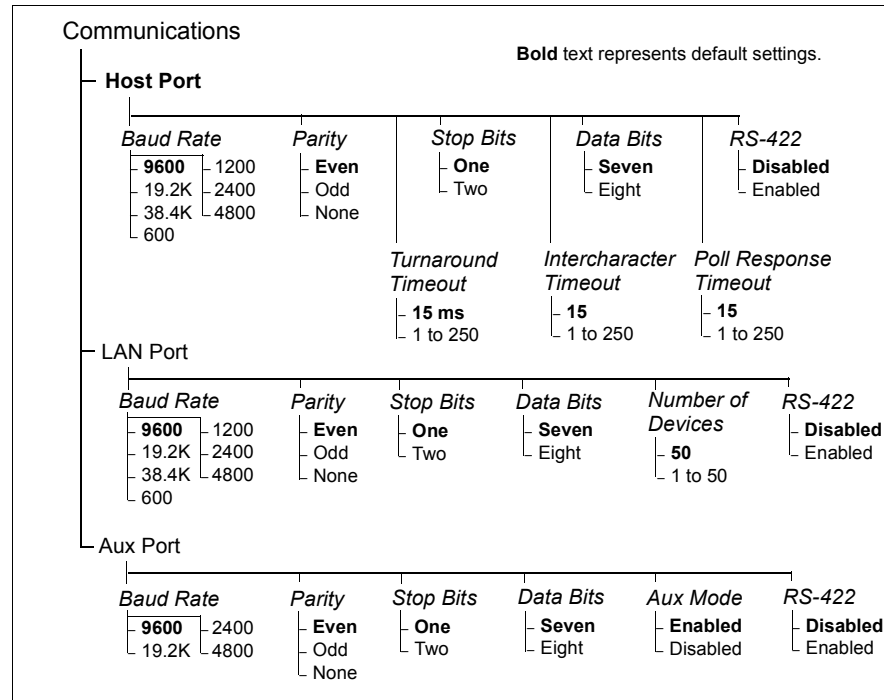 Communications
Bold text represents default settings.
Host Port
Baud Rate
9600
19.2K
38.4K
600
1200
2400
4800
Parity
Even
Odd
None
Stop Bits
One
Two
Data Bits
Seven
Eight
RS-422
Disabled
Enabled
Turnaround
Timeout
15 ms
1 to 250
Intercharacter
Timeout
15
1 to 250
Poll Response
Timeout
15
1 to 250
LAN Port
Baud Rate
9600
19.2K
38.4K
600
1200
2400
4800
Parity
Even
Odd
None
Stop Bits
One
Two
Data Bits
Seven
Eight
Number of
Devices
50
1 to 50
RS-422
Disabled
Enabled
Aux Port
Baud Rate
9600
19.2K
2400
4800
Parity
Even
Odd
None
Stop Bits
One
Two
Data Bits
Seven
Eight
Aux Mode
Enabled
Disabled
RS-422
Disabled
Enabled